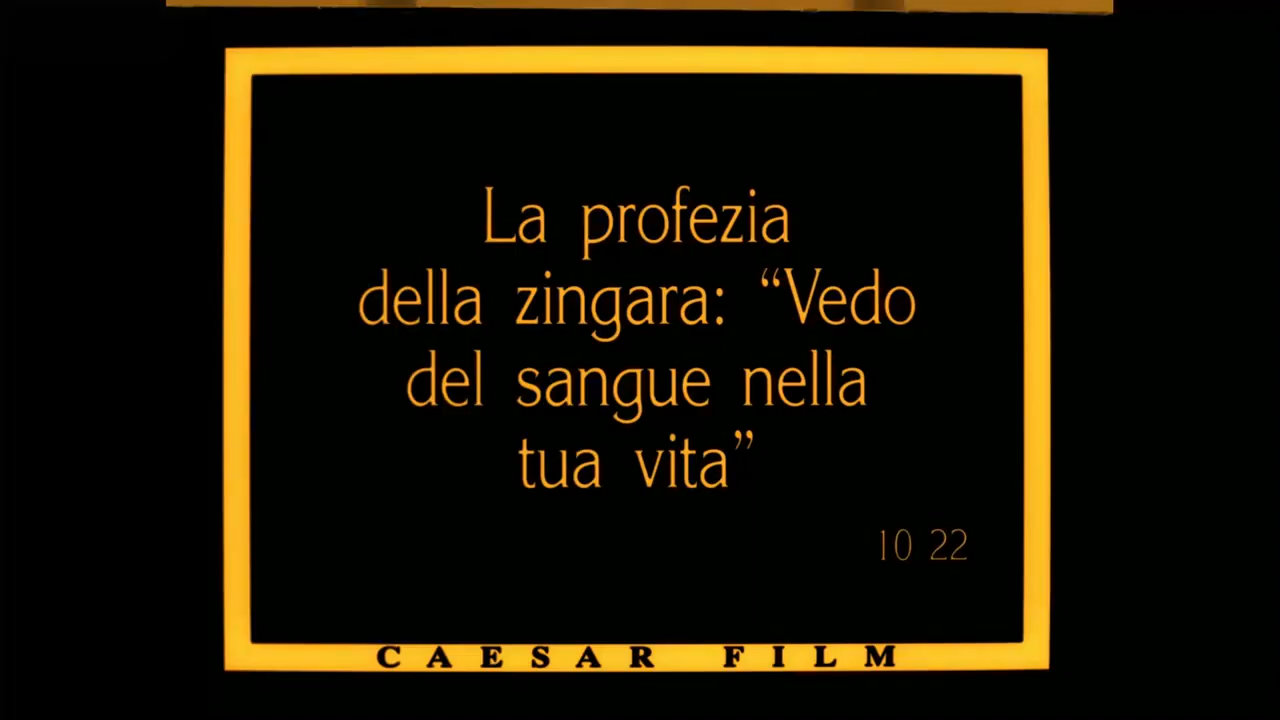 La profezia
della zingara: “Vedo
del sangue nella
tua vita”
10 22
CAESAR FILM